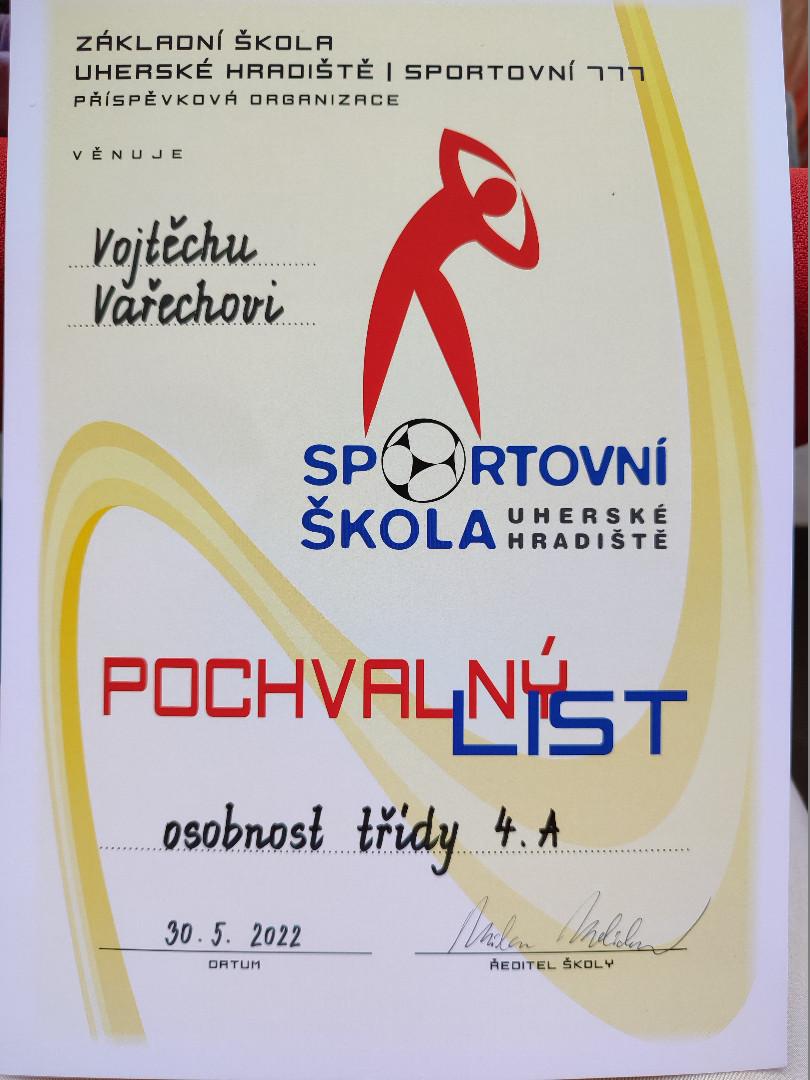 ZÁKLADNÍ ŠKOLA
UHERSKÉ HRADIŠTĚ | SPORTOVNÍ 777
PŘÍSPĚVKOVÁ ORGANIZACE
VĚNUJE
Vojtěchu
Vařechovi
SPORTOVNÍ
ŠKOLA UHERSKÉ
HRADIŠTĚ
POCHVALNÝ
LIST
osobnost třídy 4.A
30.5. 2022
DATUM
ŘEDITEL ŠKOLY